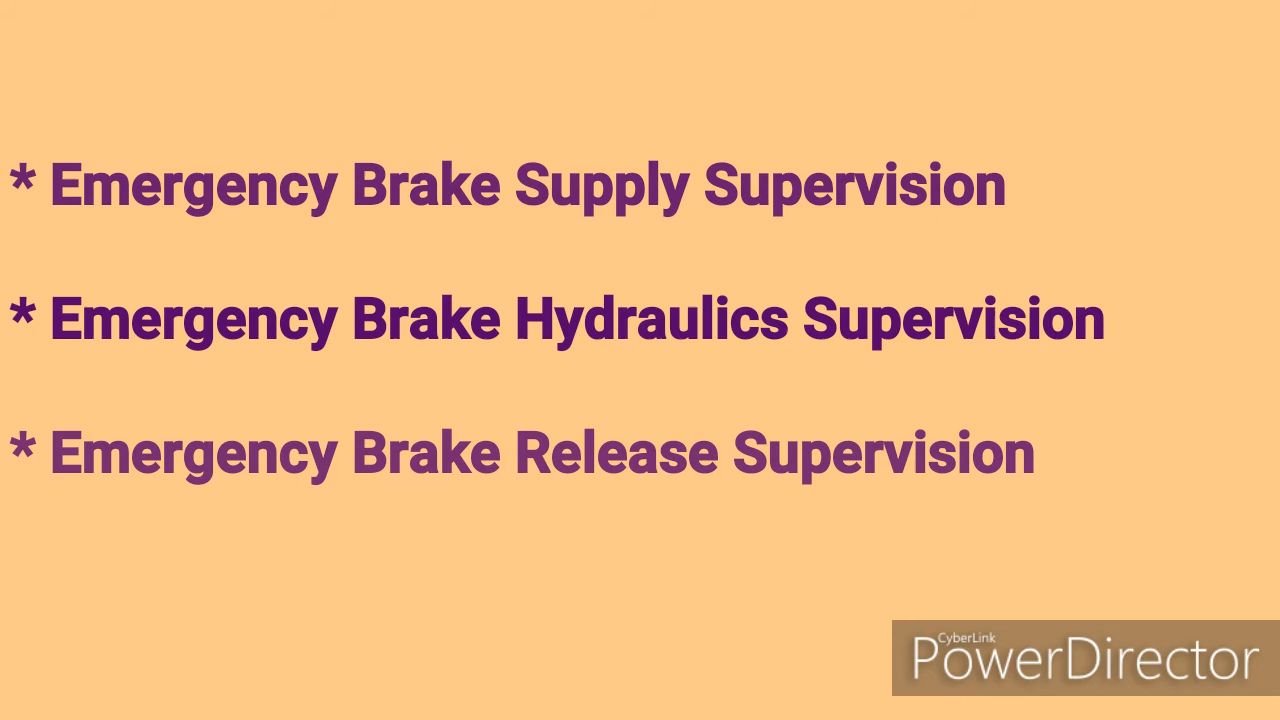 * Emergency Brake Supply Supervision
* Emergency Brake Hydraulics Supervision
* Emergency Brake Release Supervision
CyberLink
PowerDirector